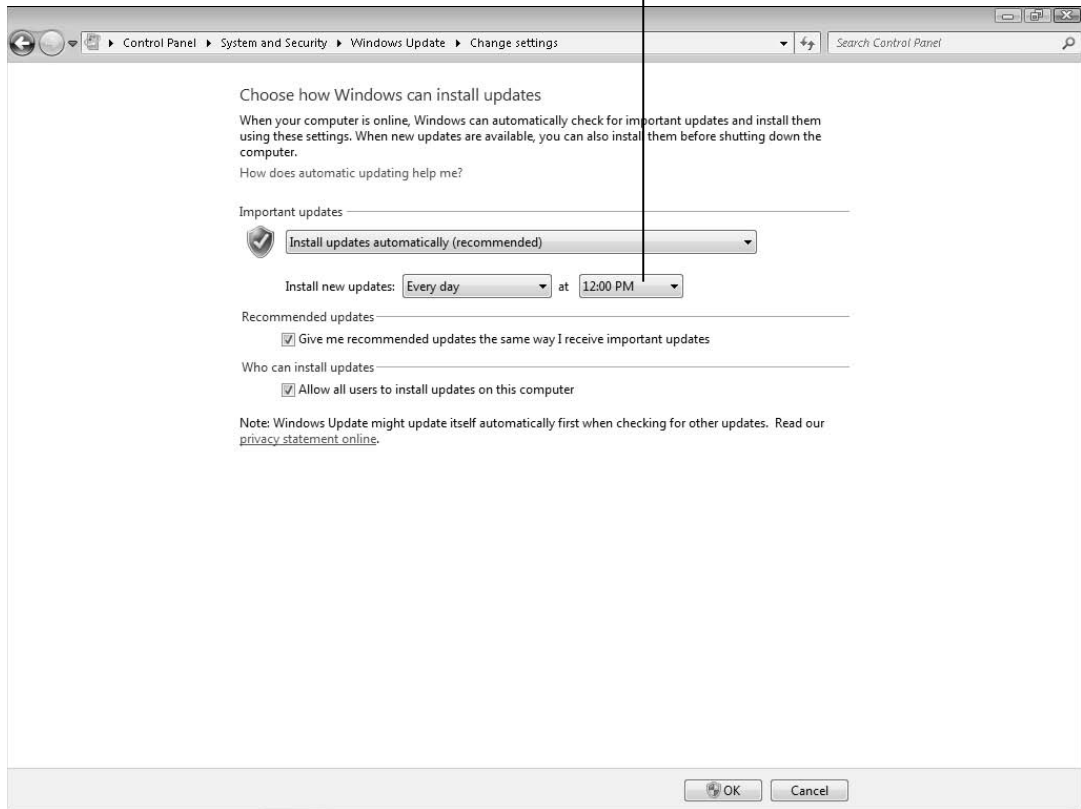 Control Panel ▸ System and Security ▸ Windows Update ▸ Change settings
Search Control Panel
Choose how Windows can install updates
When your computer is online, Windows can automatically check for important updates and install them
using these settings. When new updates are available, you can also install them before shutting down the
computer.
How does automatic updating help me?
Important updates
Install updates automatically (recommended)
Install new updates: Every day at 12:00 PM
Recommended updates
Give me recommended updates the same way I receive important updates
Who can install updates
Allow all users to install updates on this computer
Note: Windows Update might update itself automatically first when checking for other updates. Read our
privacy statement online.
OK Cancel